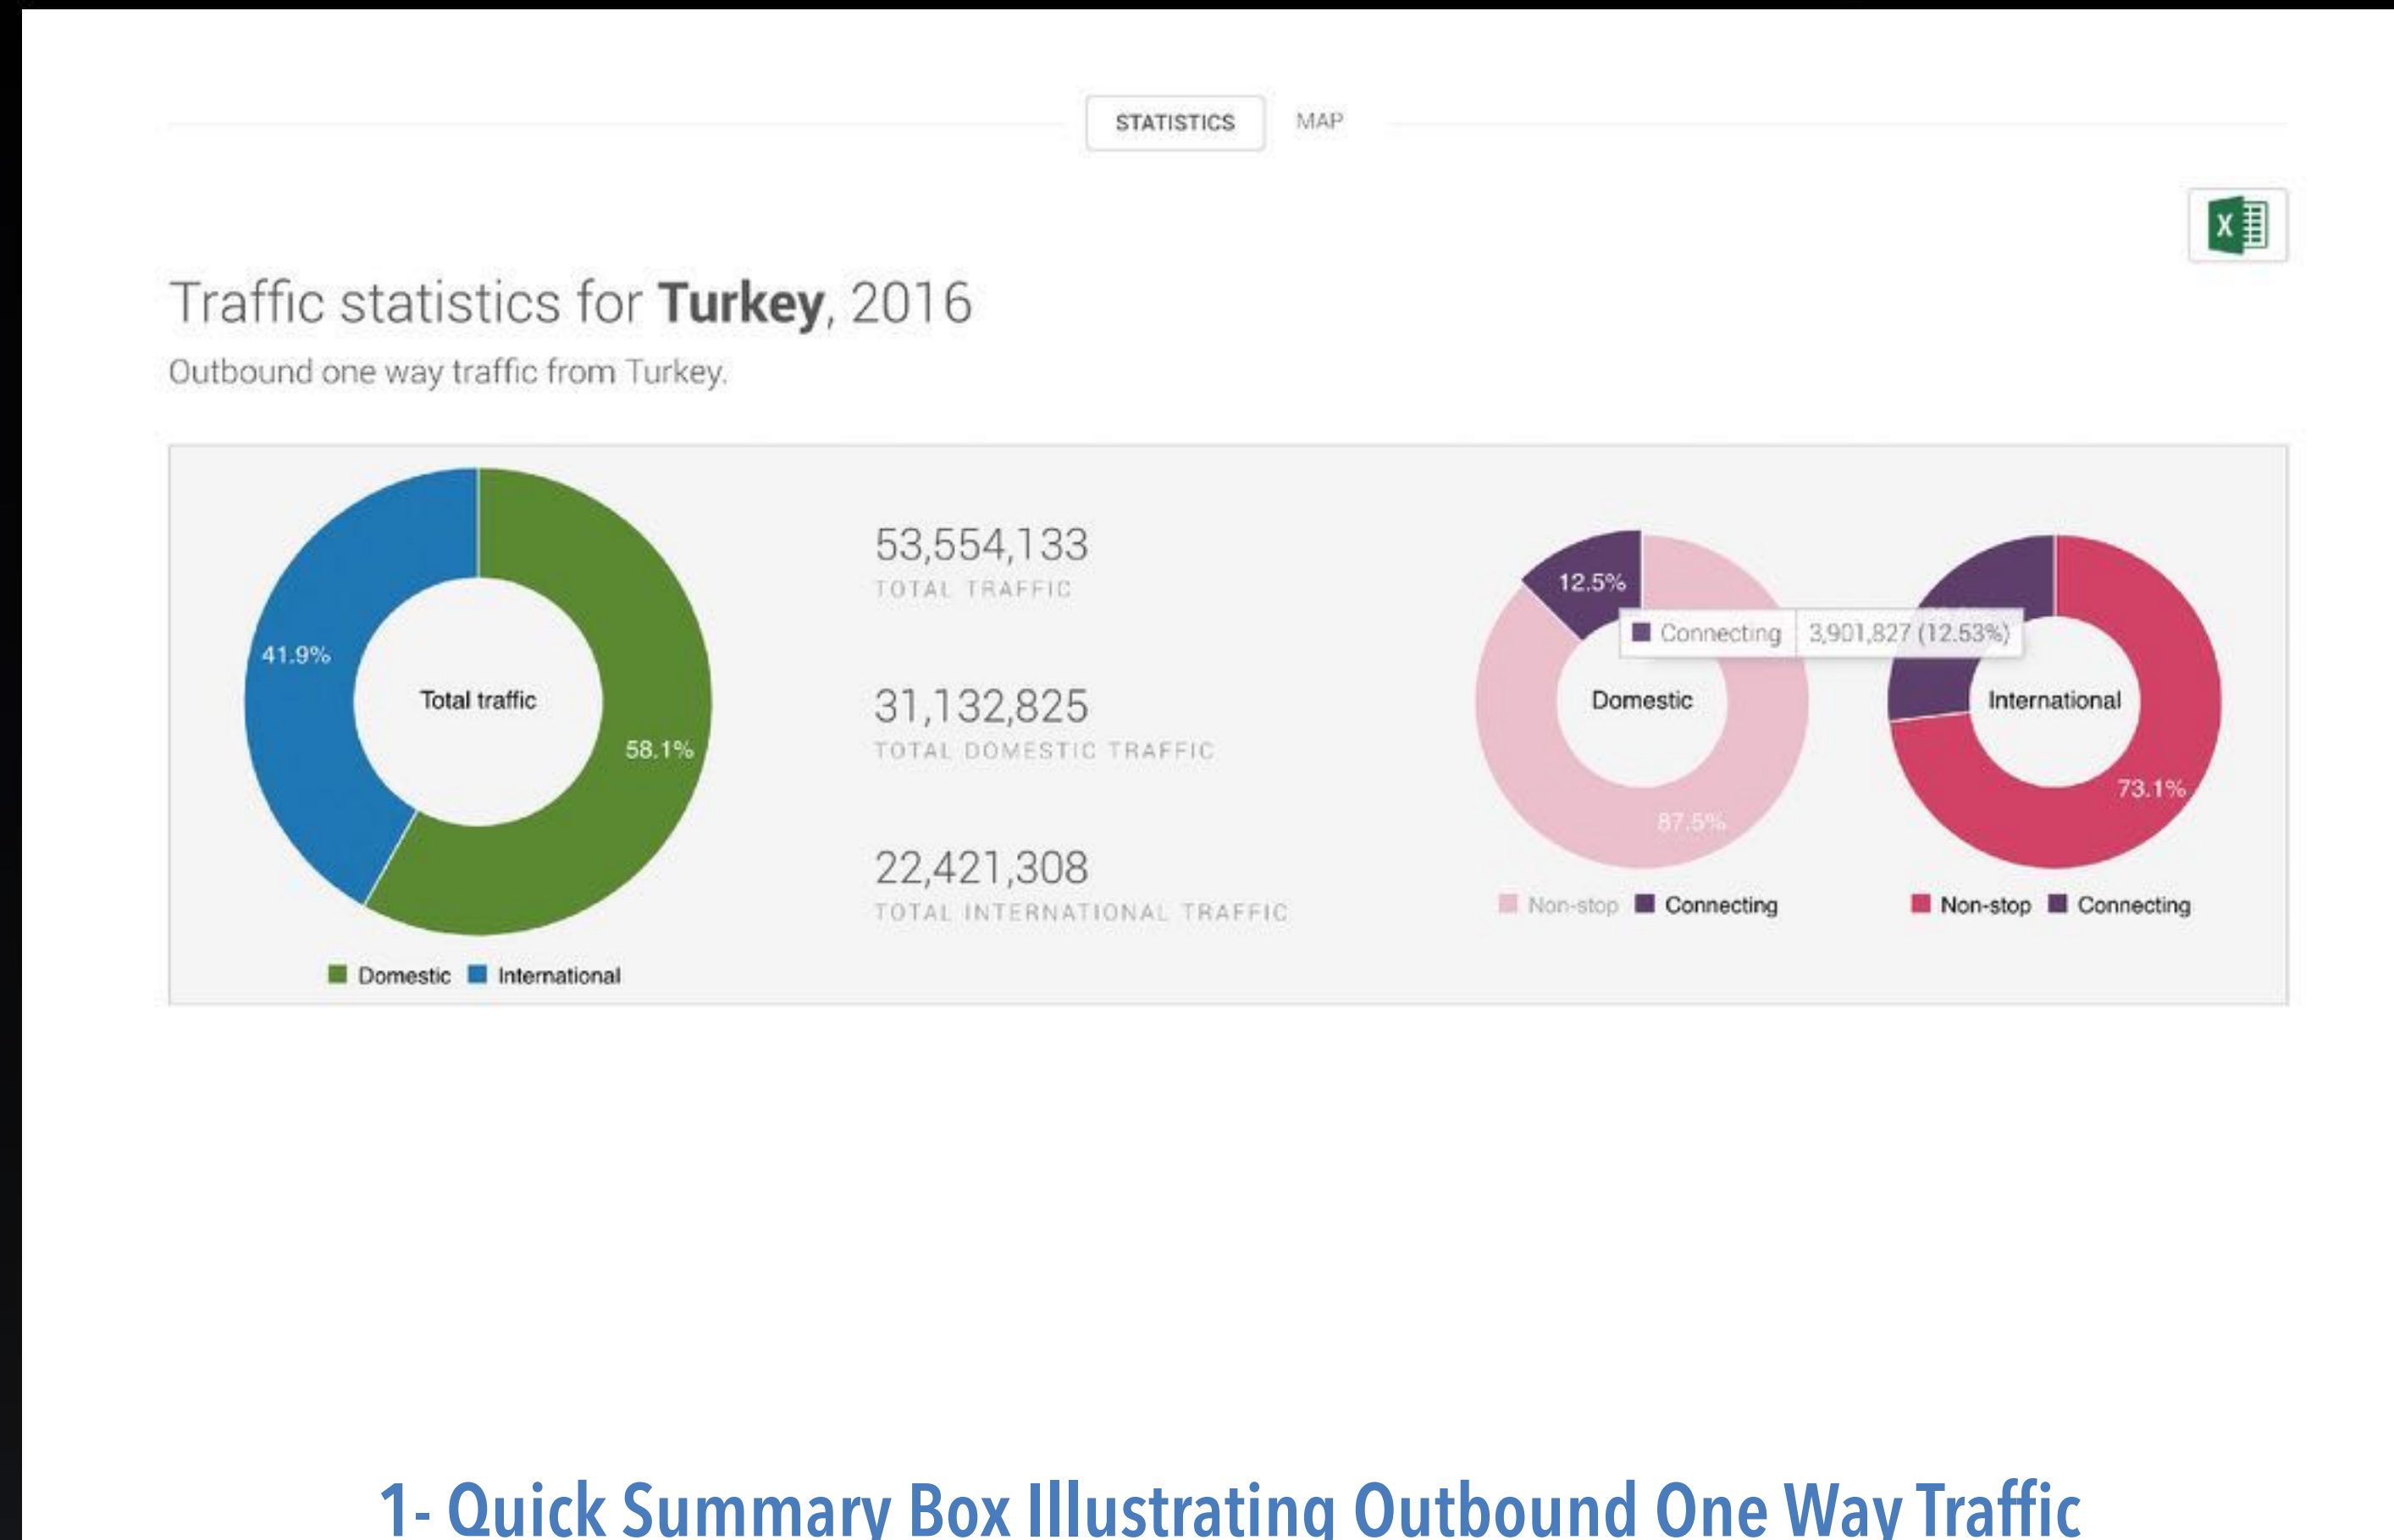 STATISTICS MAP
X
Traffic statistics for Turkey, 2016
Outbound one way traffic from Turkey.
41.9%
Total traffic
58.1%
Domestic International
53,554,133
TOTAL TRAFFIC
31,132,825
TOTAL DOMESTIC TRAFFIC
22,421,308
TOTAL INTERNATIONAL TRAFFIC
12.5%
Connecting 3,901,827 (12.53%)
Domestic
87.5%
Non-stop Connecting
International
73.1%
Non-stop Connecting
1- Quick Summary Box Illustrating Outbound One Way Traffic